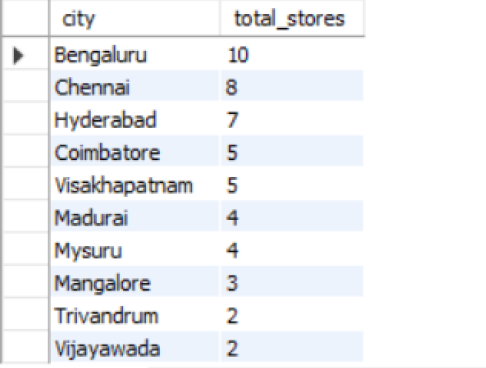 city total_stores
Bengaluru 10
Chennai 8
Hyderabad 7
Coimbatore 5
Visakhapatnam 5
Madurai 4
Mysuru 4
Mangalore 3
Trivandrum 2
Vijayawada 2